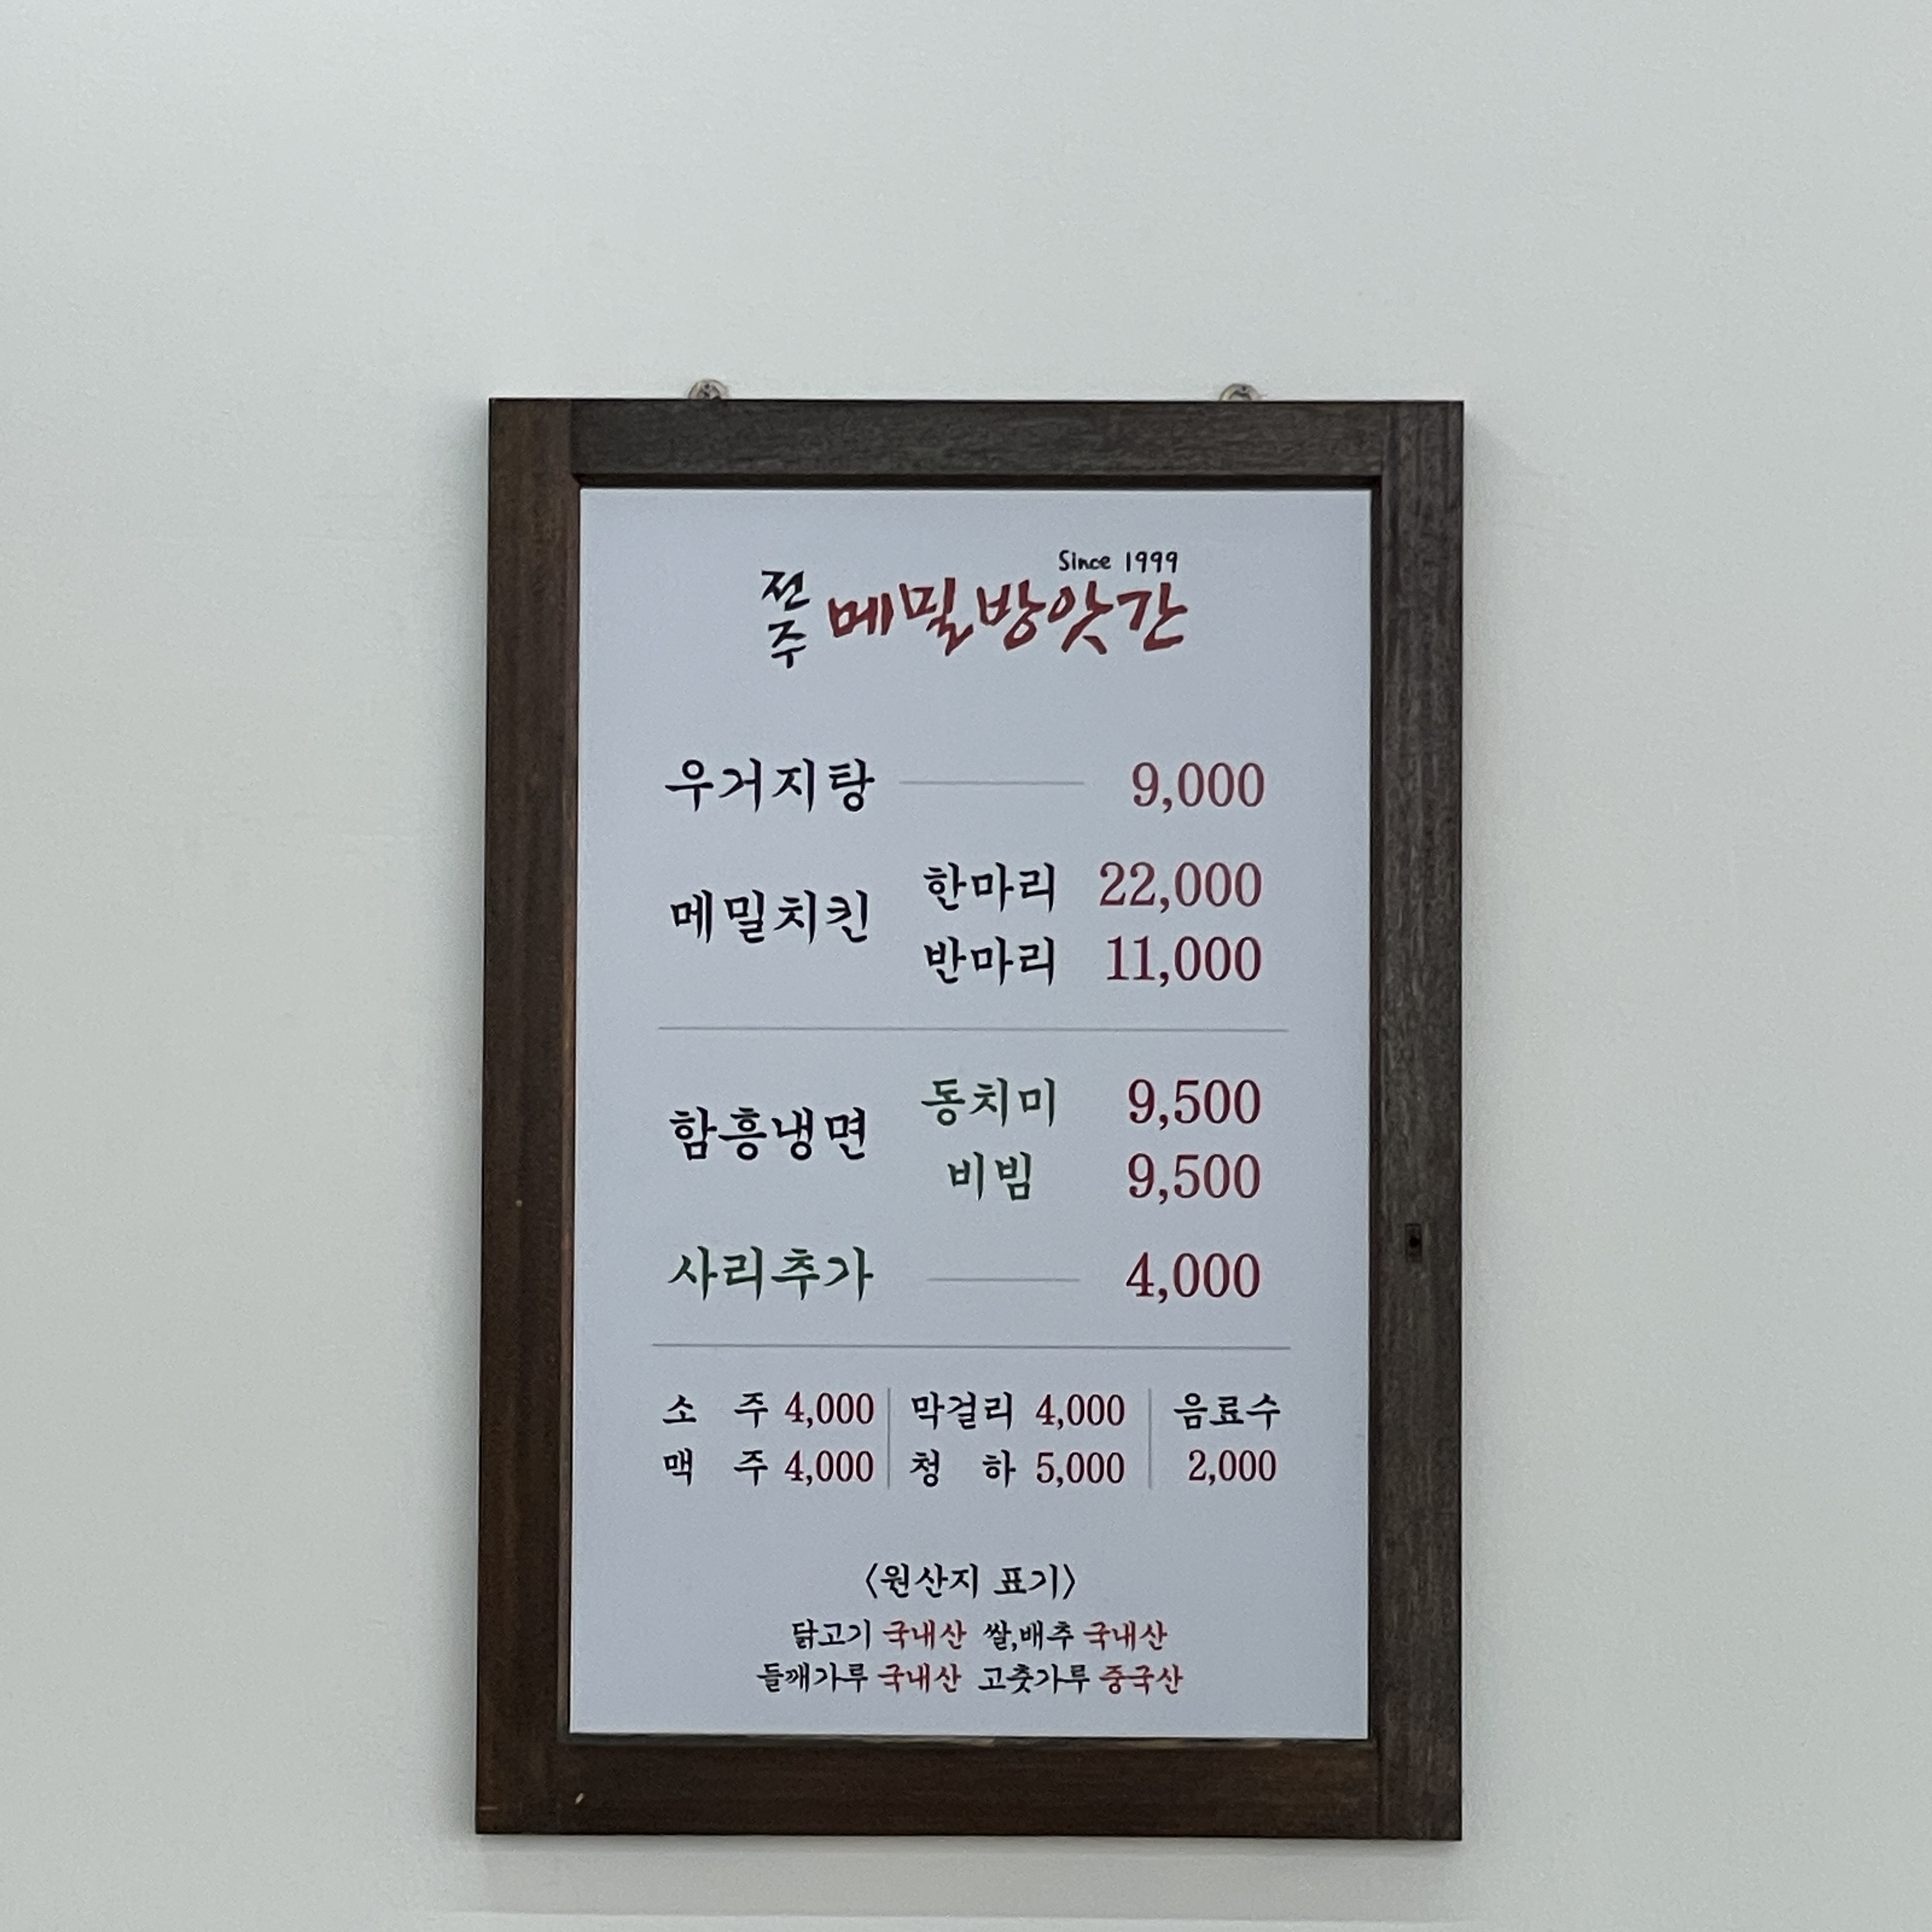 Since 1999
전주 메밀방앗간
우거지탕 9,000
메밀치킨 한마리 22,000
반마리 11,000
함흥냉면 동치미 9,500
비빔 9,500
사리추가 4,000
소 주 4,000 막걸리 4,000 음료수
맥 주 4,000 청 하 5,000 2,000
〈원산지 표기〉
닭고기 국내산 쌀,배추 국내산
들깨가루 국내산 고춧가루 중국산